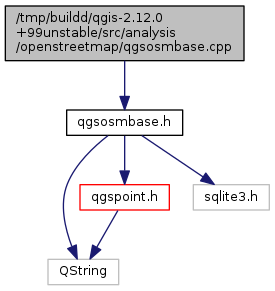 /tmp/buildd/qgis-2.12.0
+99unstable/src/analysis
/openstreetmap/qgsosmbase.cpp
qgsosmbase.h
qgspoint.h
sqlite3.h
QString